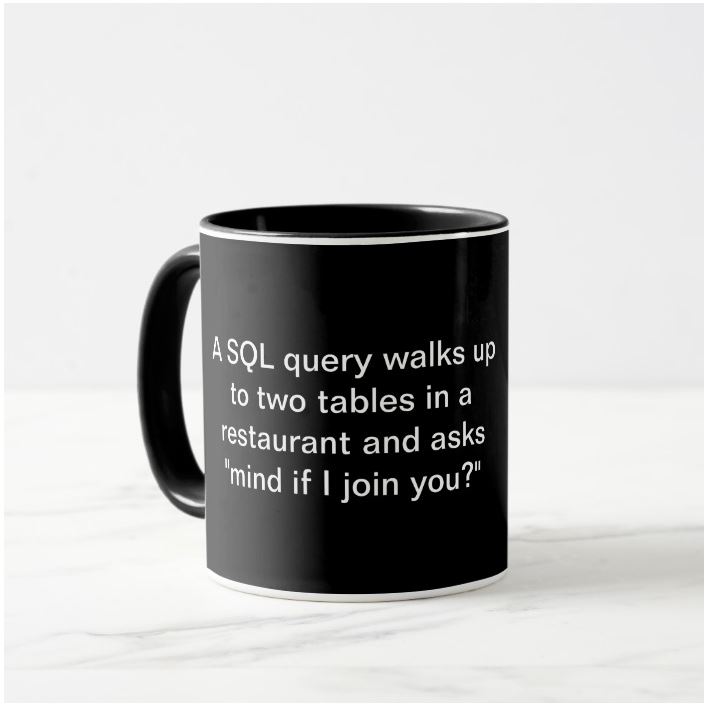 A SQL query walks up
to two tables in a
restaurant and asks
"mind if I join you?"